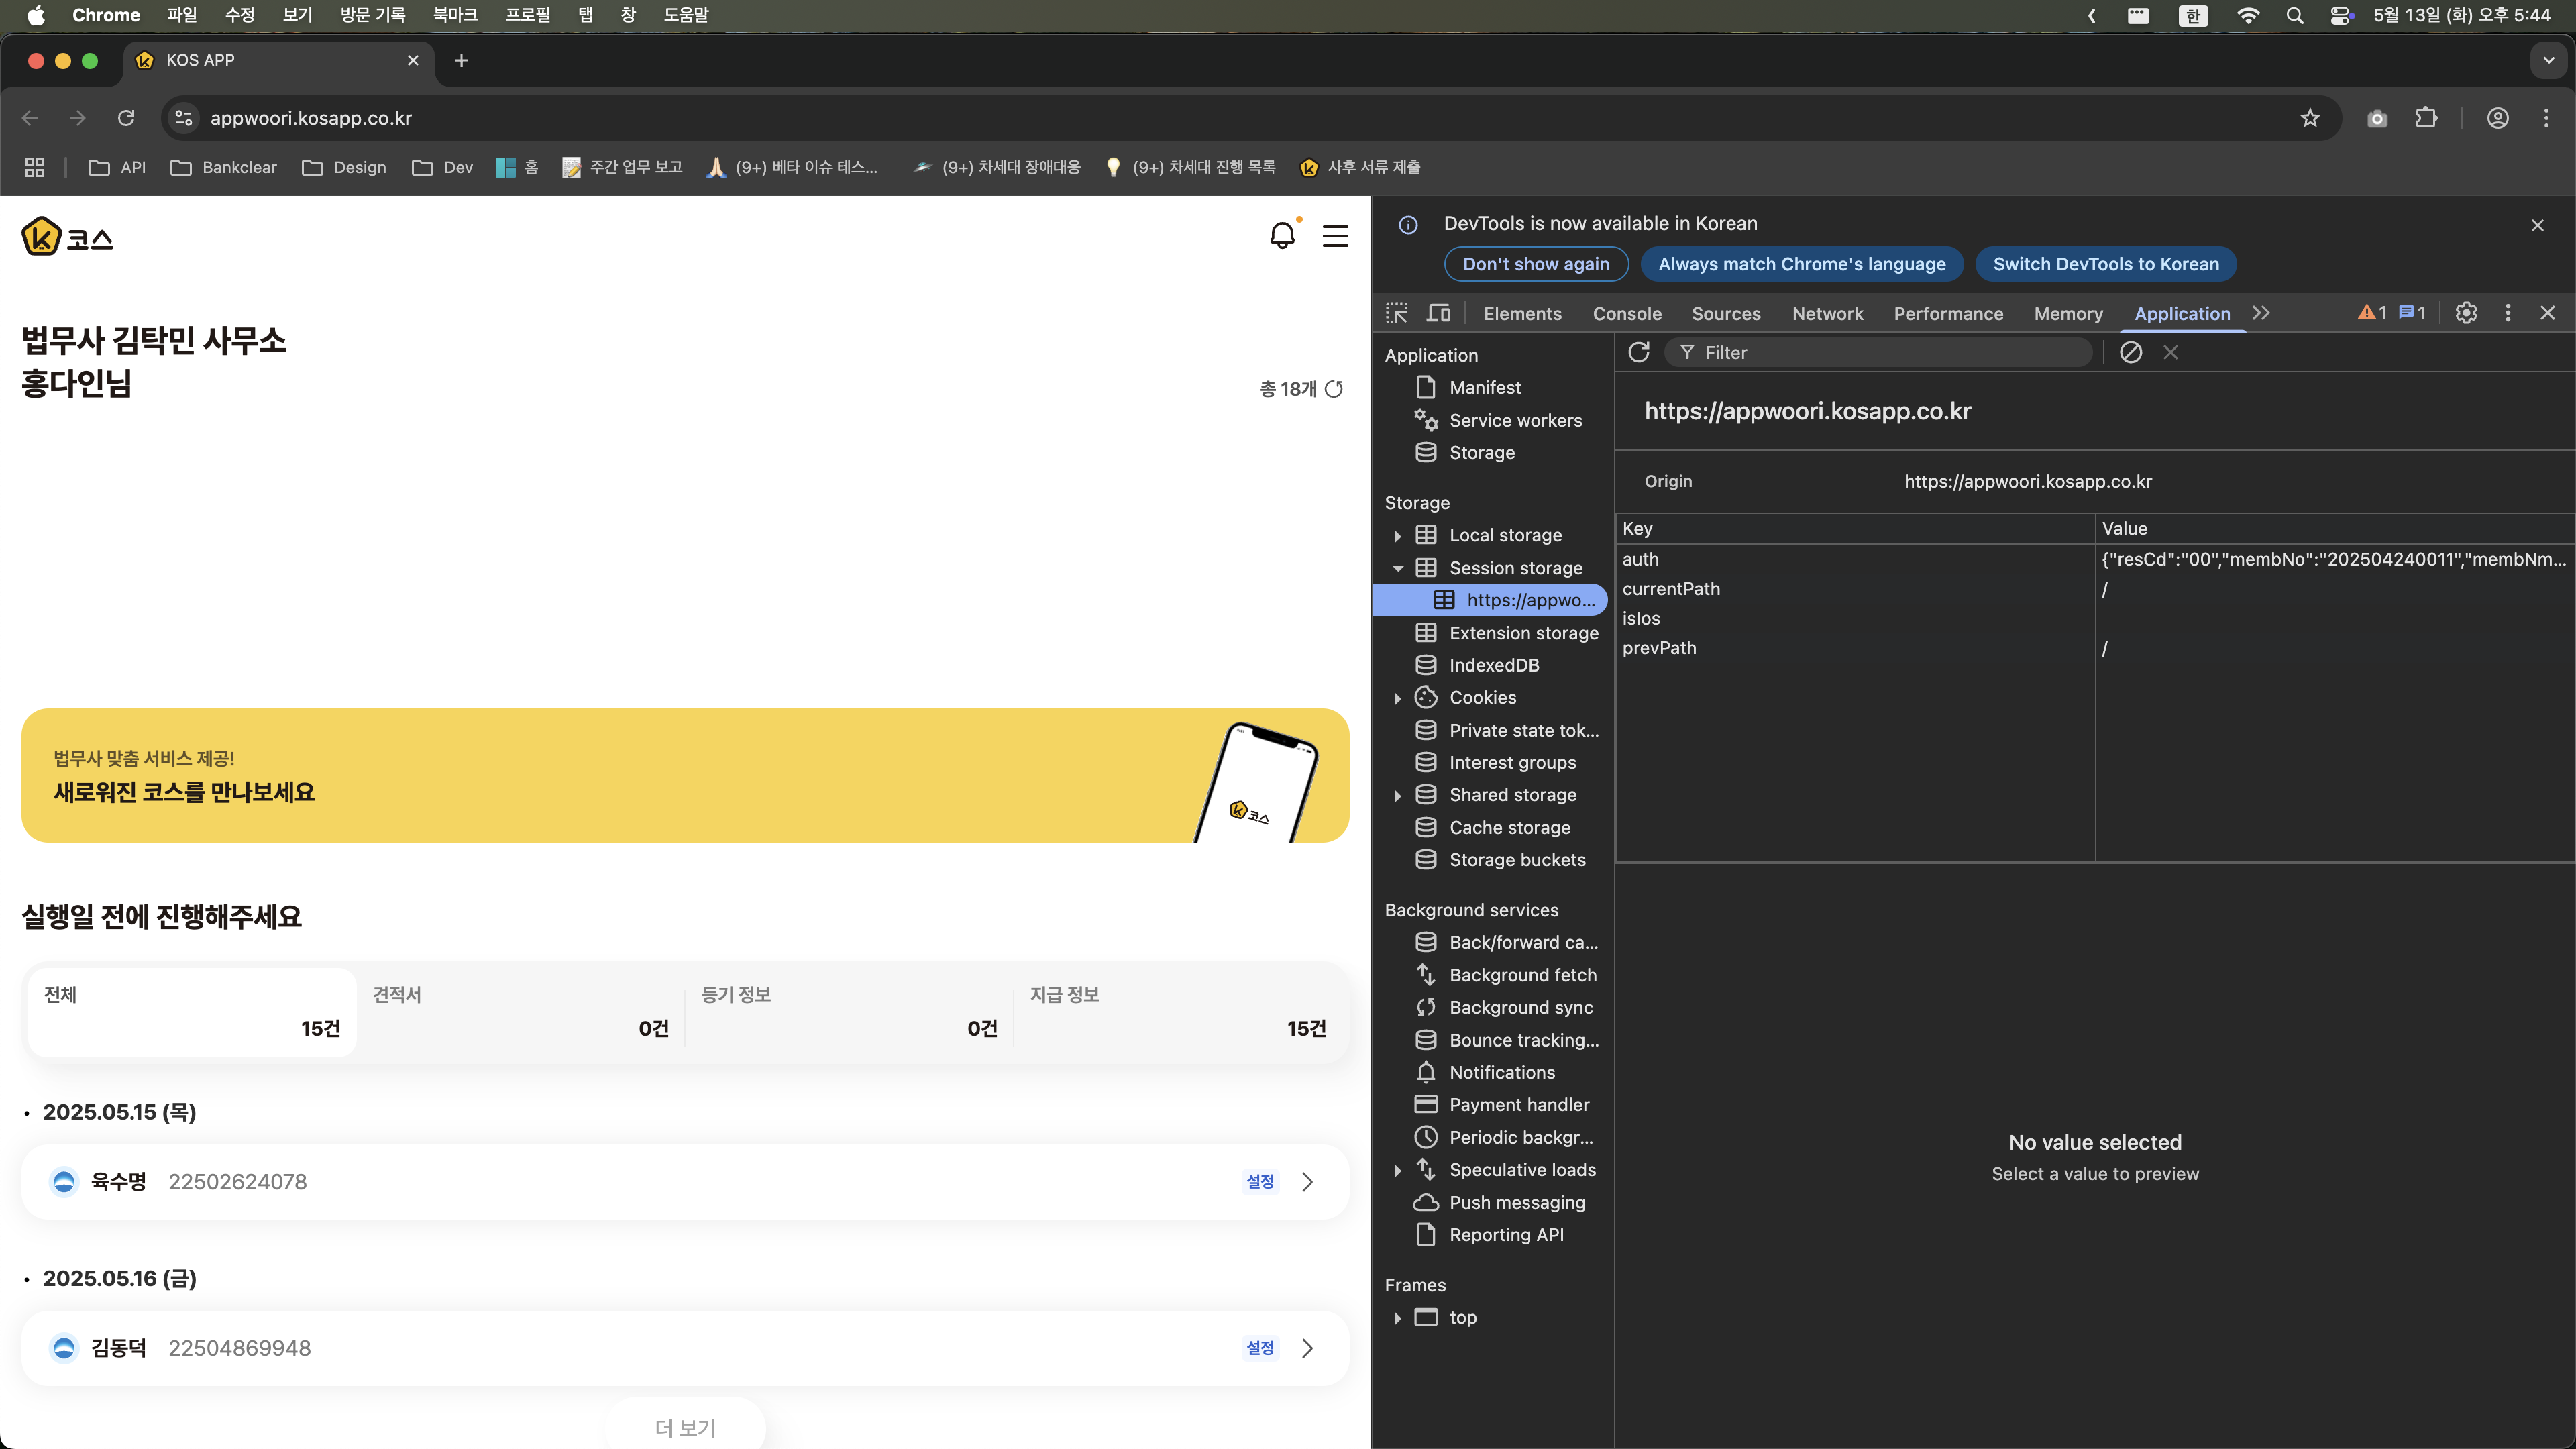 Chrome 파일 수정 보기 방문 기록 북마크 프로필 탭 창 도움말 한 5월 13일 (화) 오후 5:44
KOS APP
appwoori.kosapp.co.kr
API Bankclear Design Dev 홈 주간 업무 보고 (9+) 베타 이슈 테스... (9+) 차세대 장애대응 (9+) 차세대 진행 목록 사후 서류 제출
코스
법무사 김탁민 사무소
홍다인님
총 18개
법무사 맞춤 서비스 제공!
새로워진 코스를 만나보세요
코스
실행일 전에 진행해주세요
전체 견적서 등기 정보 지급 정보
15건 0건 0건 15건
• 2025.05.15 (목)
육수명 22502624078 설정
• 2025.05.16 (금)
김동덕 22504869948 설정
더 보기
DevTools is now available in Korean
Don't show again Always match Chrome's language Switch DevTools to Korean
Elements Console Sources Network Performance Memory Application 1 1
Application
Manifest
Service workers
Storage
Storage
Local storage
Session storage
https://appwo...
Extension storage
IndexedDB
Cookies
Private state tok...
Interest groups
Shared storage
Cache storage
Storage buckets
Background services
Back/forward ca...
Background fetch
Background sync
Bounce tracking...
Notifications
Payment handler
Periodic backgr...
Speculative loads
Push messaging
Reporting API
Frames
top
Filter
https://appwoori.kosapp.co.kr
Origin https://appwoori.kosapp.co.kr
Key Value
auth {"resCd":"00","membNo":"202504240011","membNm...
currentPath /
isIos
prevPath /
No value selected
Select a value to preview